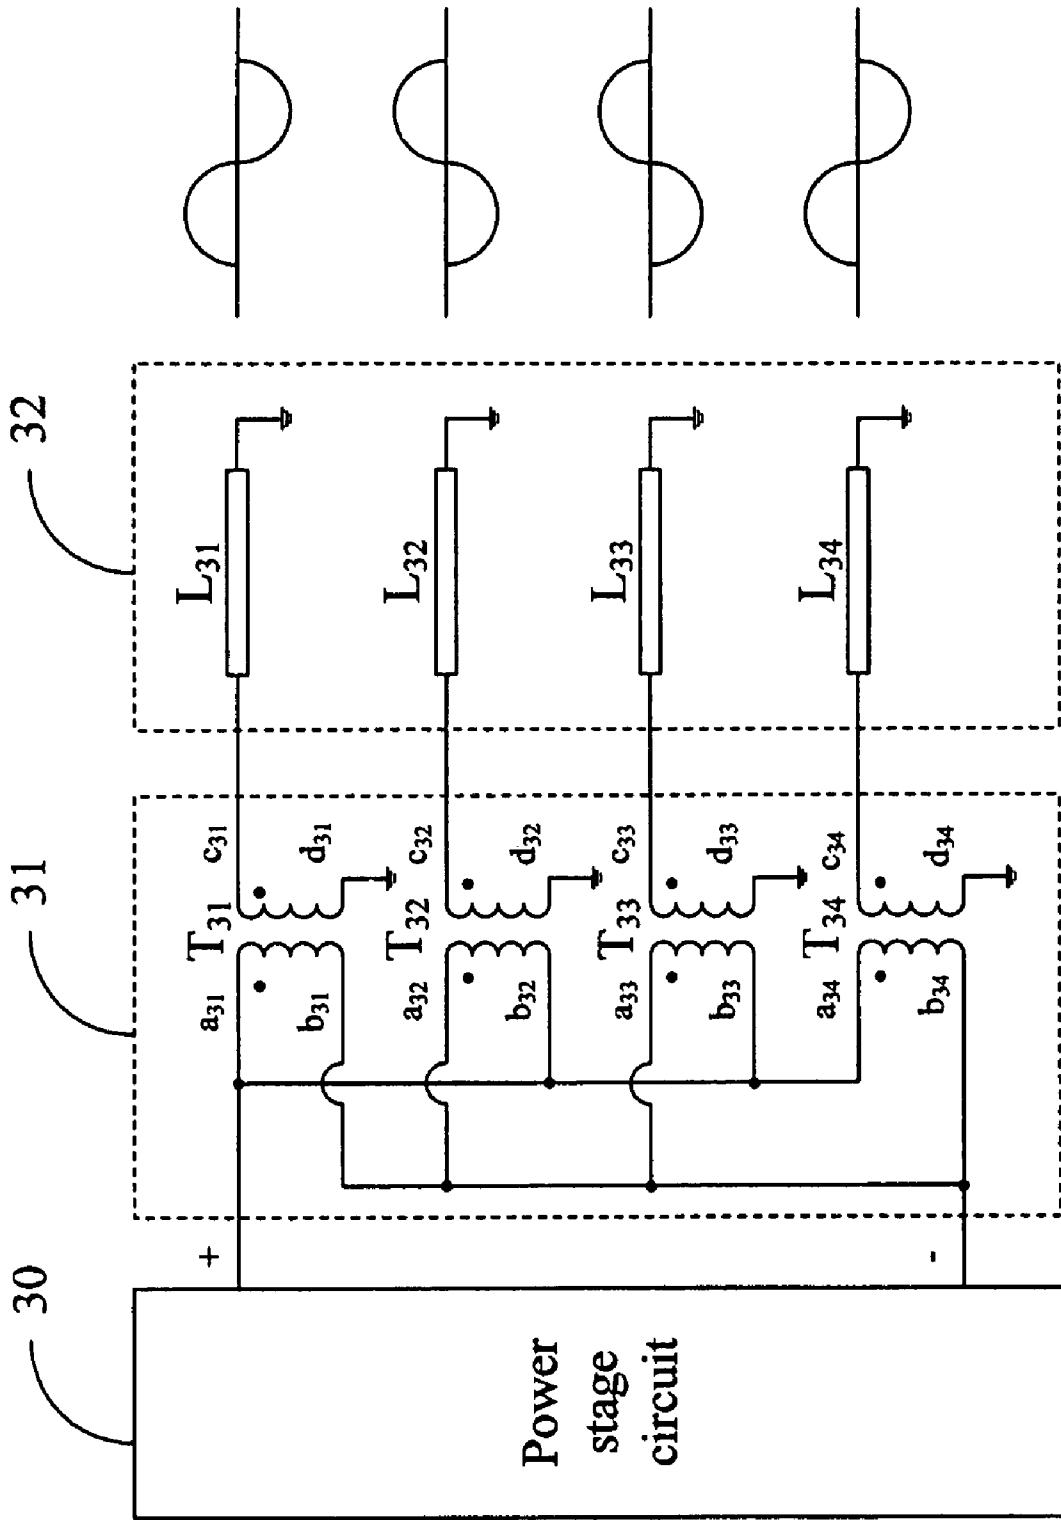 30
31
32
Power
stage
circuit
+
-
a₃₁
T₃₁
c₃₁
b₃₁
d₃₁
L₃₁
a₃₂
T₃₂
c₃₂
b₃₂
d₃₂
L₃₂
a₃₃
T₃₃
c₃₃
b₃₃
d₃₃
L₃₃
a₃₄
T₃₄
c₃₄
b₃₄
d₃₄
L₃₄